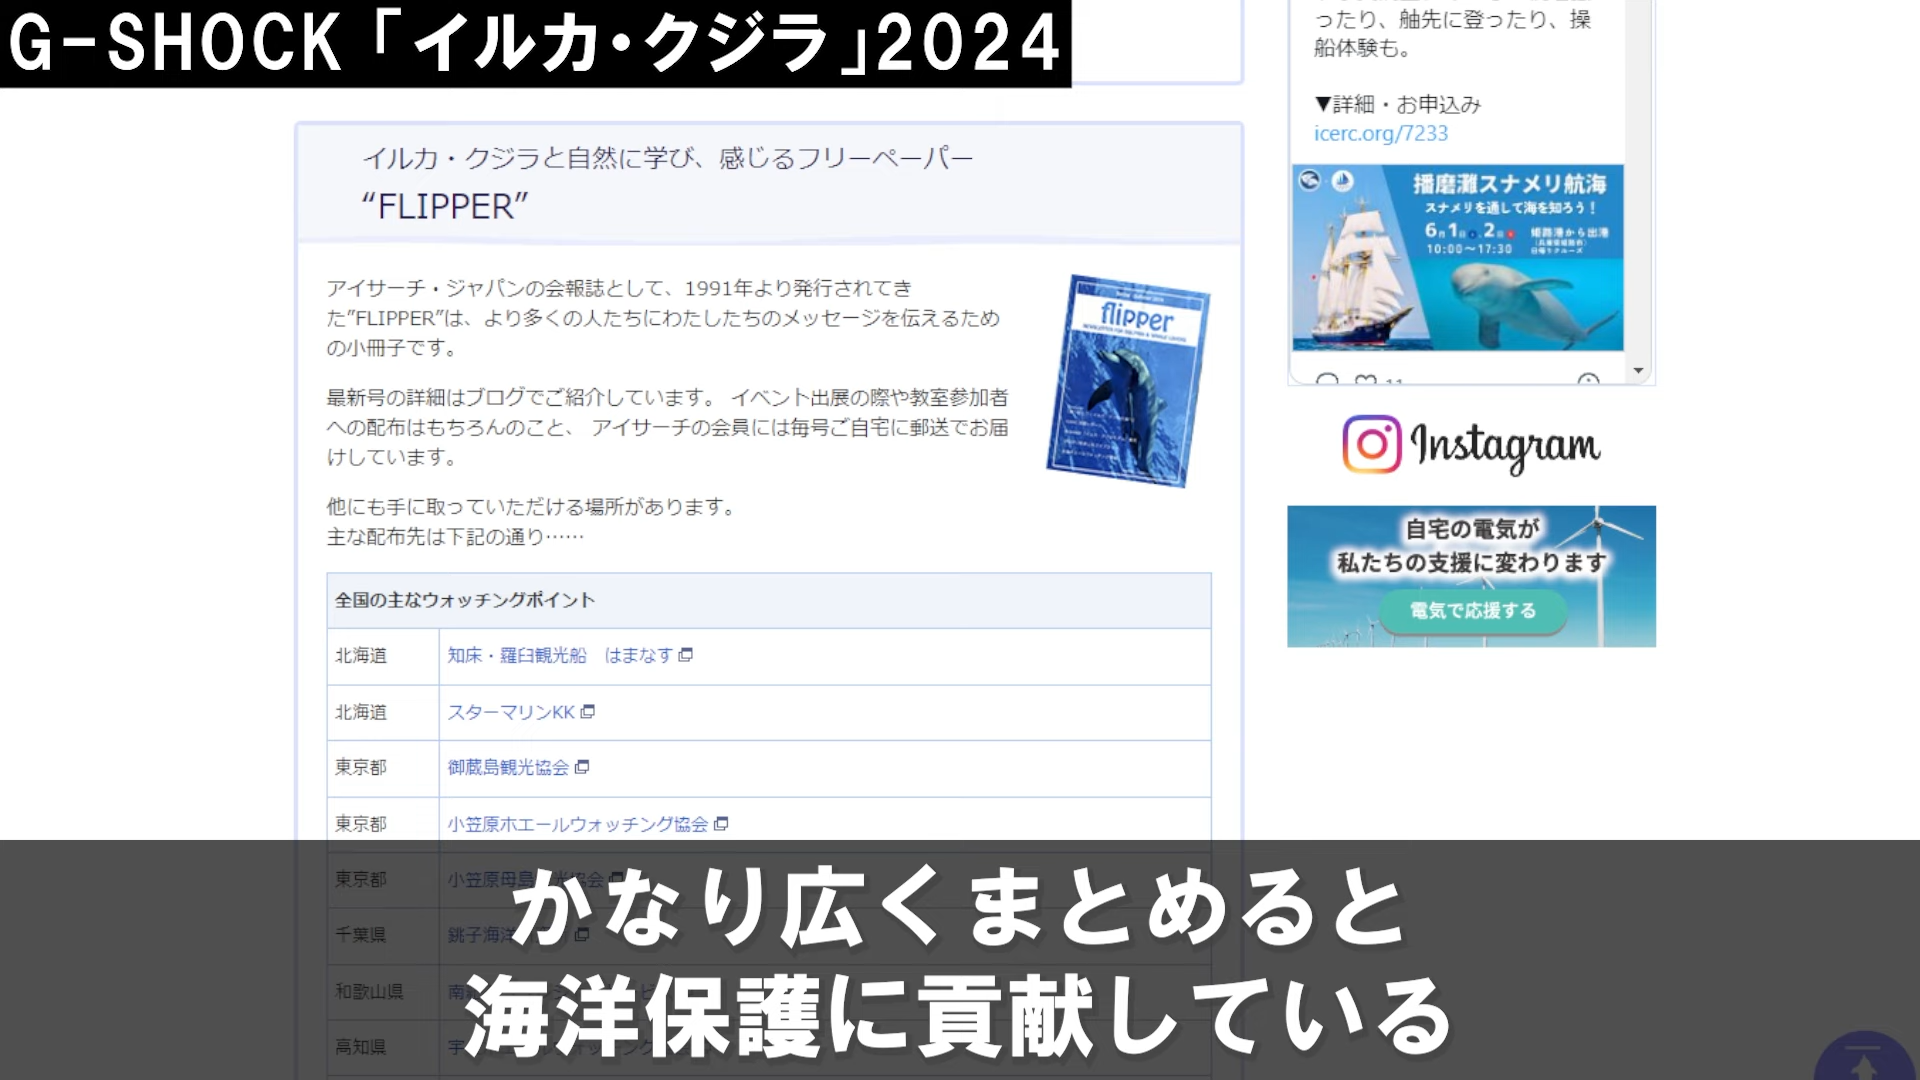 G-SHOCK「イルカ・クジラ」2024
ったり、舳先に登ったり、操
船体験も。
▼詳細・お申込み
icerc.org/7233
播磨灘スナメリ航海
スナメリを通して海を知ろう！
10:00〜17:30
姫路港から出港
Instagram
自宅の電気が
私たちの支援に変わります
電気で応援する
イルカ・クジラと自然に学び、感じるフリーペーパー
“FLIPPER”
アイサーチ・ジャパンの会報誌として、1991年より発行されてき
た”FLIPPER”は、より多くの人たちにわたしたちのメッセージを伝えるため
の小冊子です。
flipper
最新号の詳細はブログでご紹介しています。 イベント出展の際や教室参加者
への配布はもちろんのこと、 アイサーチの会員には毎号ご自宅に郵送でお届
けしています。
他にも手に取っていただける場所があります。
主な配布先は下記の通り……
全国の主なウォッチングポイント
北海道 知床・羅臼観光船　はまなす
北海道 スターマリンKK
東京都 御蔵島観光協会
東京都 小笠原ホエールウォッチング協会
東京都 小笠原母島
千葉県 銚子海洋
和歌山県
高知県
かなり広くまとめると
海洋保護に貢献している